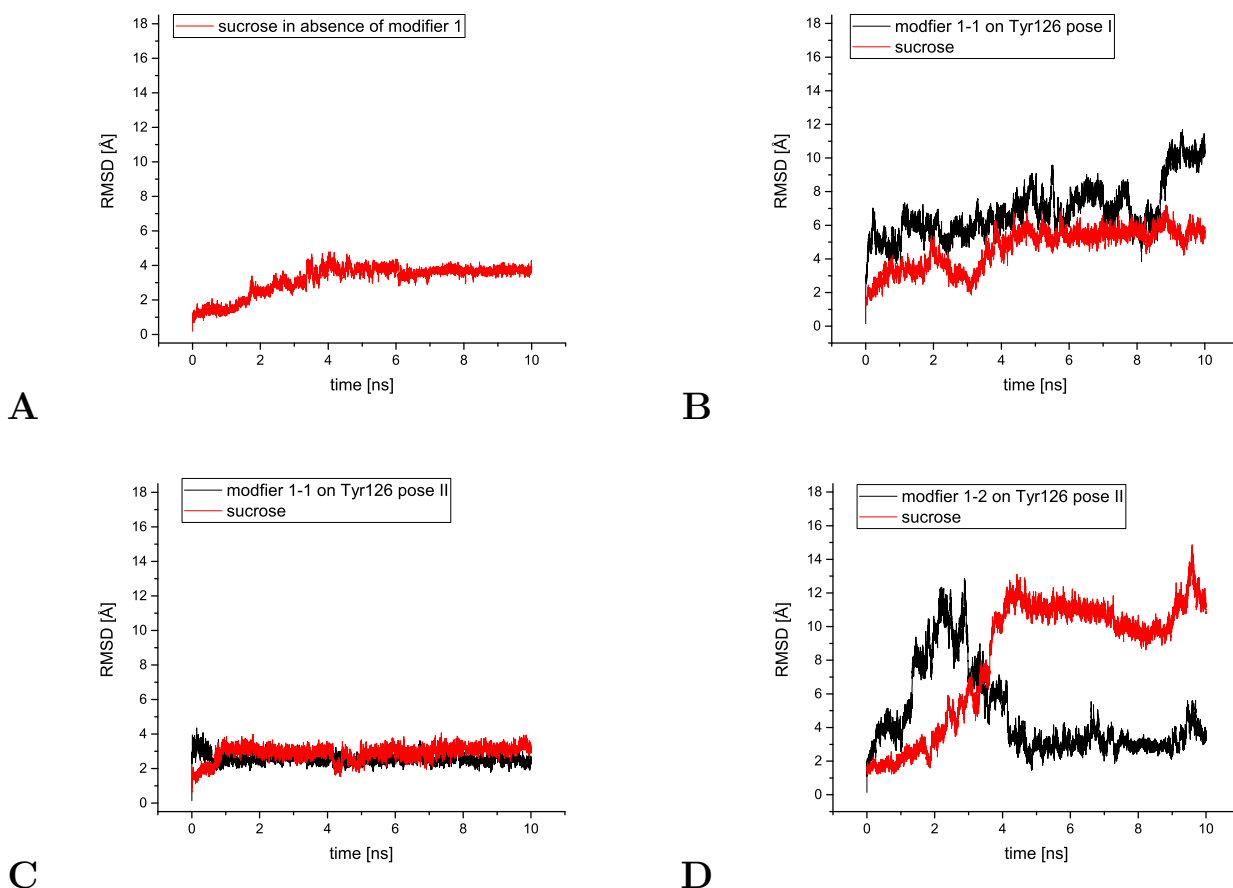 sucrose in absence of modifier 1
18
16
14
12
10
8
6
4
2
0
RMSD [Å]
0 2 4 6 8 10
time [ns]
A
modfier 1-1 on Tyr126 pose I
sucrose
18
16
14
12
10
8
6
4
2
0
RMSD [Å]
0 2 4 6 8 10
time [ns]
B
modfier 1-1 on Tyr126 pose II
sucrose
18
16
14
12
10
8
6
4
2
0
RMSD [Å]
0 2 4 6 8 10
time [ns]
C
modfier 1-2 on Tyr126 pose II
sucrose
18
16
14
12
10
8
6
4
2
0
RMSD [Å]
0 2 4 6 8 10
time [ns]
D